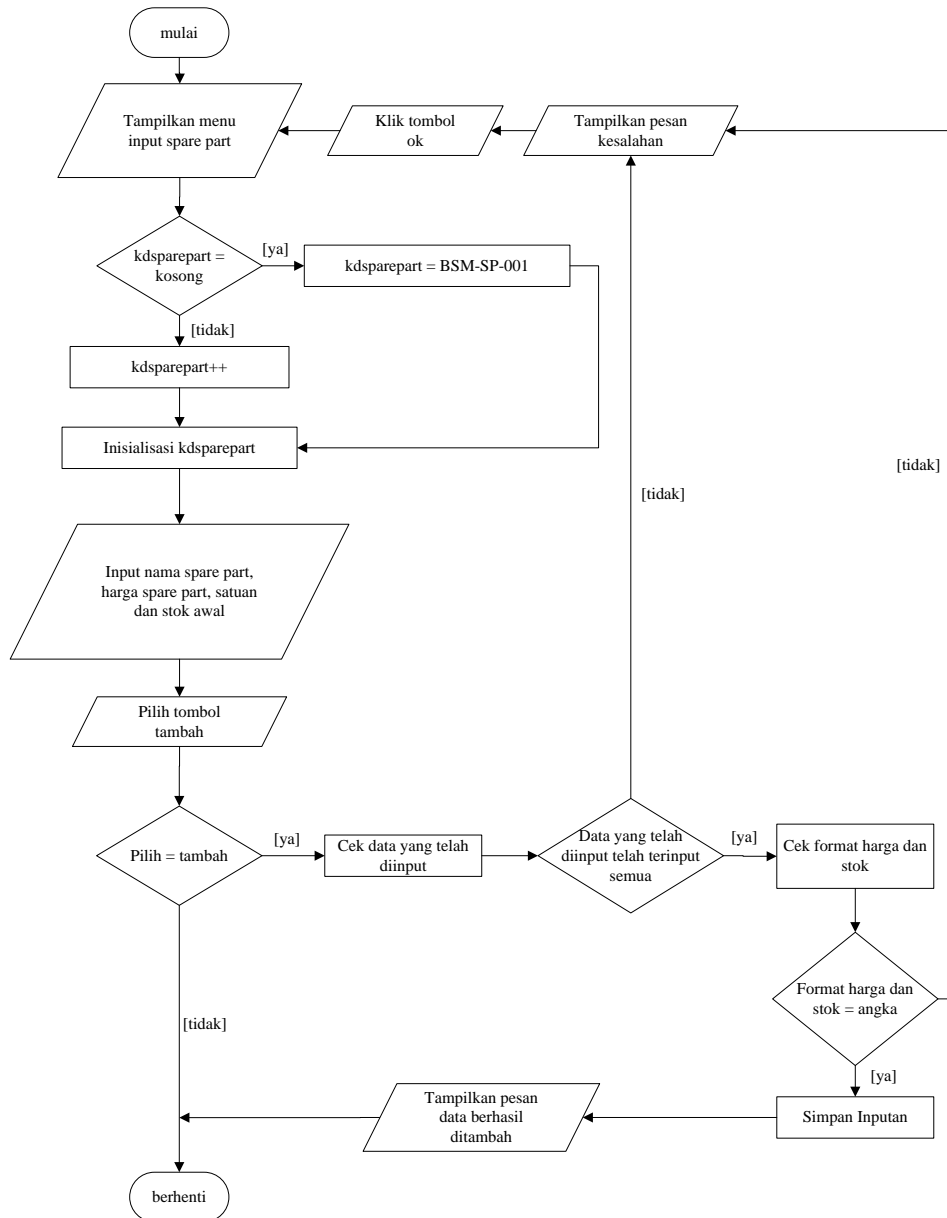 mulai
Tampilkan menu
input spare part
Klik tombol
ok
Tampilkan pesan
kesalahan
kdsparepart =
kosong
[ya]
kdsparepart = BSM-SP-001
[tidak]
kdsparepart++
Inisialisasi kdsparepart
[tidak]
[tidak]
Input nama spare part,
harga spare part, satuan
dan stok awal
Pilih tombol
tambah
Pilih = tambah
[ya]
Cek data yang telah
diinput
Data yang telah
diinput telah terinput
semua
[ya]
Cek format harga dan
stok
Format harga dan
stok = angka
[tidak]
[ya]
Simpan Inputan
Tampilkan pesan
data berhasil
ditambah
berhenti